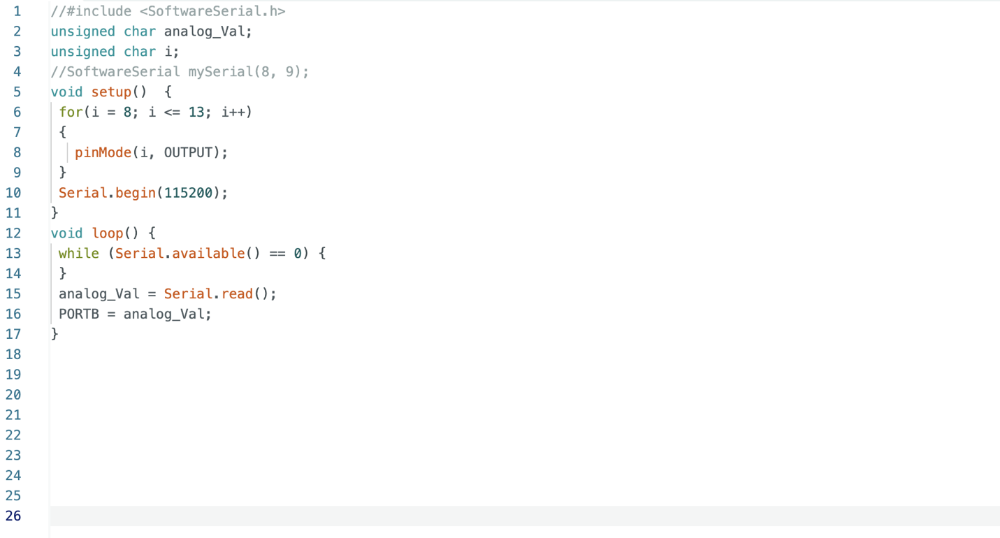 1 //#include <SoftwareSerial.h>
2 unsigned char analog_Val;
3 unsigned char i;
4 //SoftwareSerial mySerial(8, 9);
5 void setup()  {
6  for(i = 8; i <= 13; i++)
7  {
8    pinMode(i, OUTPUT);
9  }
10  Serial.begin(115200);
11 }
12 void loop() {
13  while (Serial.available() == 0) {
14  }
15  analog_Val = Serial.read();
16  PORTB = analog_Val;
17 }
18
19
20
21
22
23
24
25
26